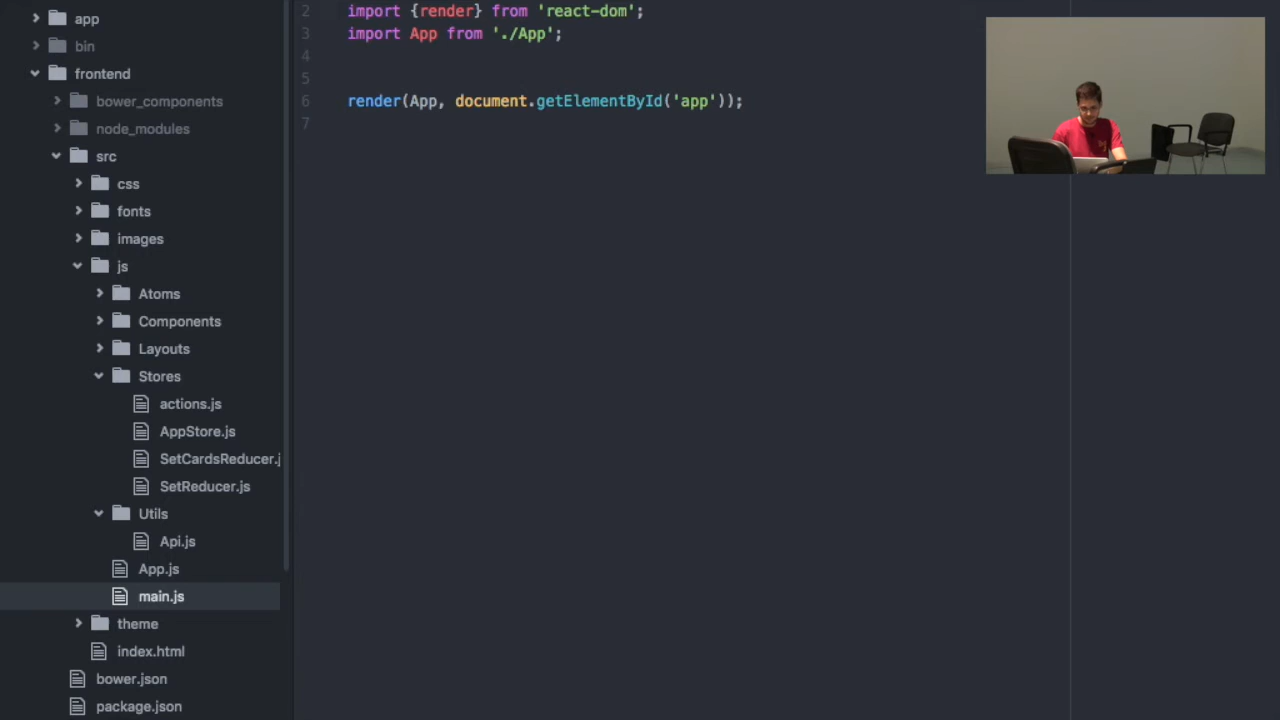 app
bin
frontend
bower_components
node_modules
src
css
fonts
images
js
Atoms
Components
Layouts
Stores
actions.js
AppStore.js
SetCardsReducer.j
SetReducer.js
Utils
Api.js
App.js
main.js
theme
index.html
bower.json
package.json
2 import {render} from 'react-dom';
3 import App from './App';
4
5
6 render(App, document.getElementById('app'));
7